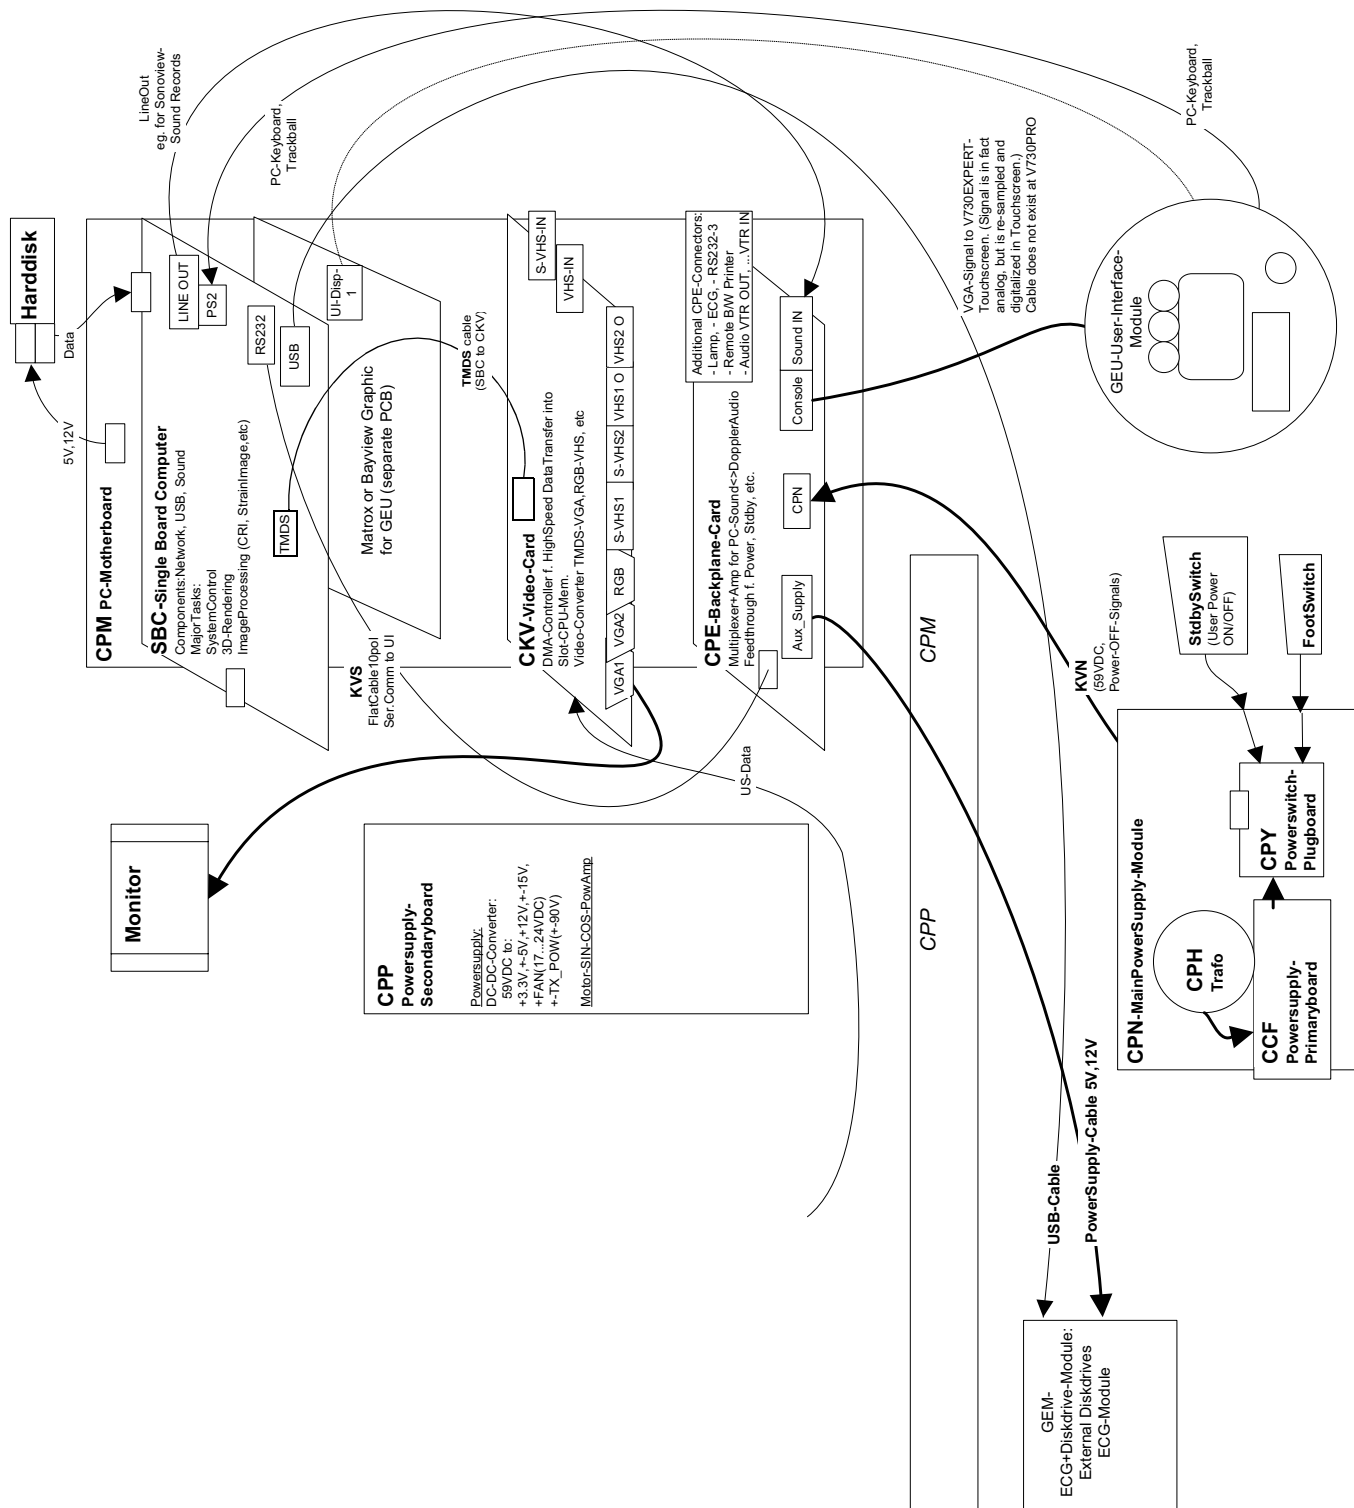 Harddisk
Data
5V,12V
LineOut
eg. for Sonoview-
Sound Records
PC-Keyboard,
Trackball
PC-Keyboard,
Trackball
CPM PC-Motherboard
SBC-Single Board Computer
Components:Network, USB, Sound
MajorTasks:
SystemControl
3D-Rendering
ImageProcessing (CRI, StrainImage,etc)
LINE OUT
PS2
RS232
USB
UI-Disp-
1
TMDS
Matrox or Bayview Graphic
for GEU (separate PCB)
TMDS cable
(SBC to CKV)
KVS
FlatCable10pol
Ser.Comm to UI
CKV-Video-Card
DMA-Controller f. HighSpeed DataTransfer into
Slot-CPU-Mem.
Video-Converter TMDS-VGA,RGB-VHS, etc
S-VHS-IN
VHS-IN
VGA1
VGA2
RGB
S-VHS1
S-VHS2
VHS1 O
VHS2 O
CPE-Backplane-Card
Multiplexer+Amp for PC-Sound<>DopplerAudio
Feedthrough f. Power, Stdby, etc.
Additional CPE-Connectors:
- Lamp, - ECG, - RS232-3
- Remote B/W Printer
- Audio VTR OUT, ...VTR IN
Aux_Supply
CPN
Console
Sound IN
US-Data
Monitor
CPP
Powersupply-
Secondaryboard
Powersupply:
DC-DC-Converter:
59VDC to:
+3.3V,+-5V,+12V,+-15V,
+FAN(17...24VDC)
+-TX_POW(+-90V)
Motor-SIN-COS-PowAmp
VGA-Signal to V730EXPERT-
Touchscreen. (Signal is in fact
analog, but is re-sampled and
digitalized in Touchscreen.)
Cable does not exist at V730PRO
GEU-User-Interface-
Module
CPM
CPP
KVN
(59VDC,
Power-OFF-Signals)
StdbySwitch
(User Power
ON/OFF)
FootSwitch
CPN-MainPowerSupply-Module
CPH
Trafo
CCF
Powersupply-
Primaryboard
CPY
Powerswitch-
Plugboard
USB-Cable
PowerSupply-Cable 5V,12V
GEM-
ECG+Diskdrive-Module:
External Diskdrives
ECG-Module